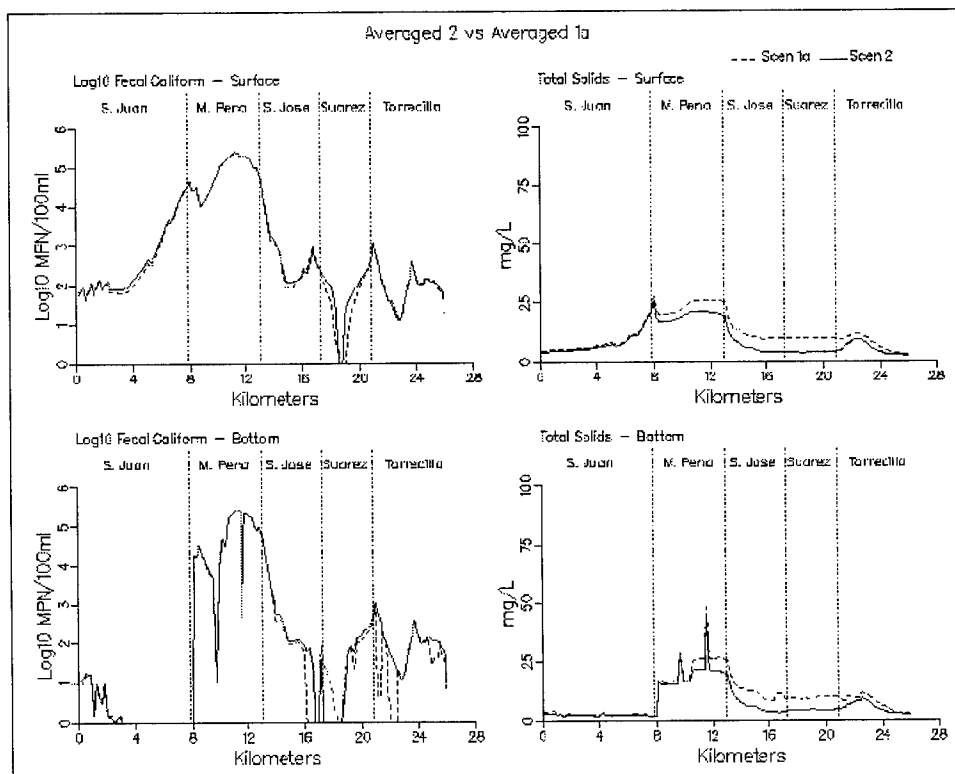 Averaged 2 vs Averaged 1a
Scen 1a
Scen 2
Log10 Fecal Caliform – Surface
S. Juan M. Pena S. Jose Suarez Torrecilla
Log10 MPN/100ml
0 1 2 3 4 5 6
0 4 8 12 16 20 24 28
Kilometers
Total Solids – Surface
S. Juan M. Pena S. Jose Suarez Torrecilla
mg/L
0 25 50 75 100
0 4 8 12 16 20 24 28
Kilometers
Log10 Fecal Caliform – Bottom
S. Juan M. Pena S. Jose Suarez Torrecilla
Log10 MPN/100ml
0 1 2 3 4 5 6
0 4 8 12 16 20 24 28
Kilometers
Total Solids – Bottom
S. Juan M. Pena S. Jose Suarez Torrecilla
mg/L
0 25 50 75 100
0 4 8 12 16 20 24 28
Kilometers